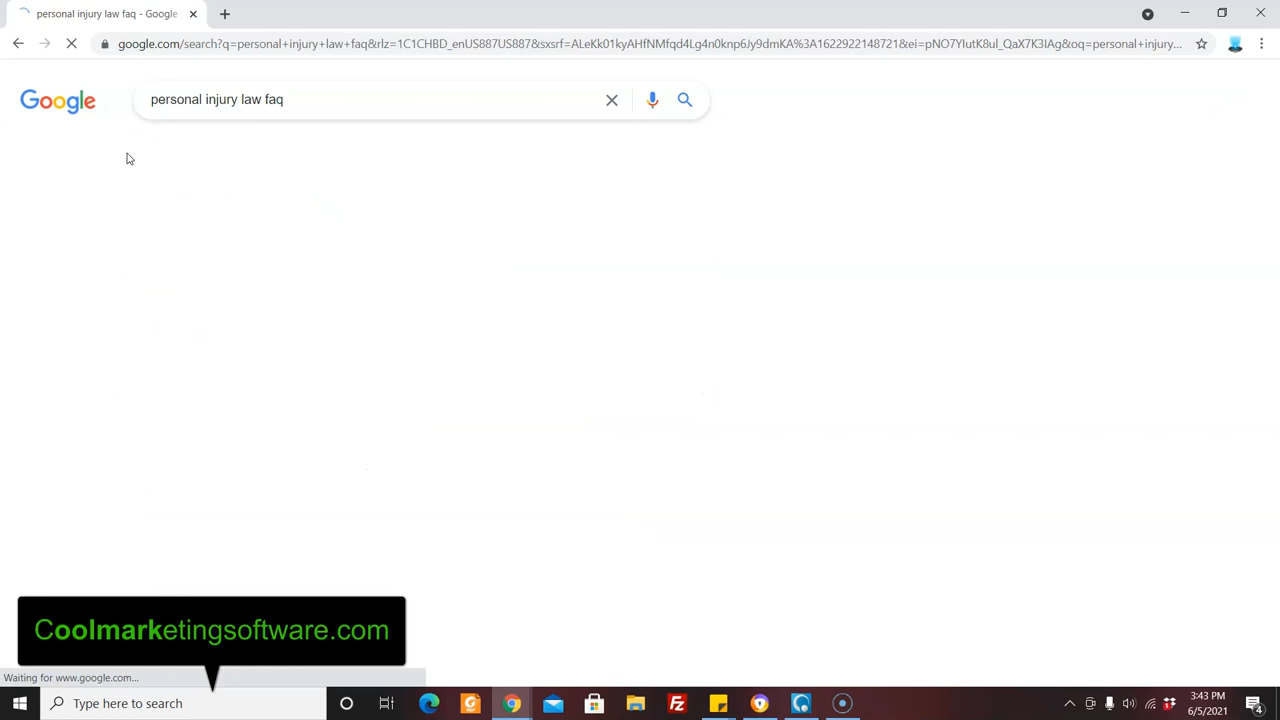 personal injury law faq - Google
google.com/search?q=personal+injury+law+faq&rlz=1C1CHBD_enUS887US887&sxsrf=ALeKk01kyAHfNMfqd4Lg4n0knp6Jy9dmKA%3A1622922148721&ei=pNO7YIutK8ul_QaX7K3IAg&oq=personal+injury...
Google
personal injury law faq
Coolmarketingsoftware.com
Waiting for www.google.com...
Type here to search
3:43 PM
6/5/2021
4